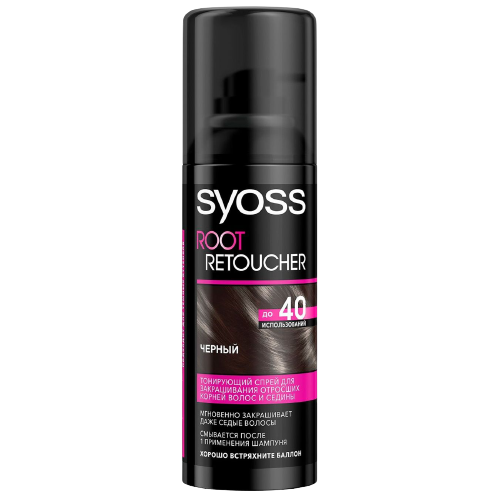 SYOSS
ROOT
RETOUCHER
ДО 40
ИСПОЛЬЗОВАНИЙ
ЧЕРНЫЙ
ТОНИРУЮЩИЙ СПРЕЙ ДЛЯ
ЗАКРАШИВАНИЯ ОТРОСШИХ
КОРНЕЙ ВОЛОС И СЕДИНЫ
МГНОВЕННО ЗАКРАШИВАЕТ
ДАЖЕ СЕДЫЕ ВОЛОСЫ
СМЫВАЕТСЯ ПОСЛЕ
1 ПРИМЕНЕНИЯ ШАМПУНЯ
ХОРОШО ВСТРЯХНИТЕ БАЛЛОН